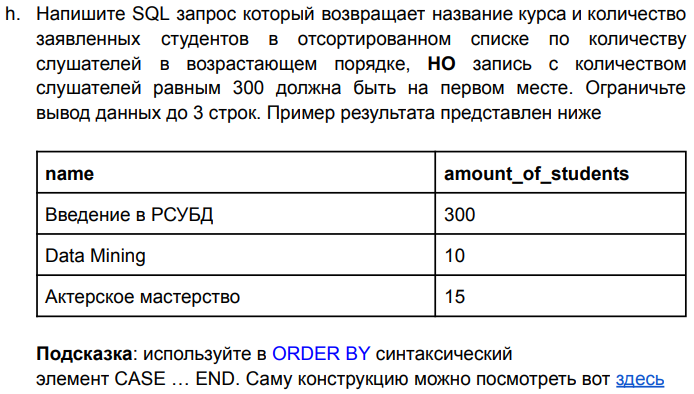 h. Напишите SQL запрос который возвращает название курса и количество
заявленных студентов в отсортированном списке по количеству
слушателей в возрастающем порядке, НО запись с количеством
слушателей равным 300 должна быть на первом месте. Ограничьте
вывод данных до 3 строк. Пример результата представлен ниже
name amount_of_students
Введение в РСУБД 300
Data Mining 10
Актерское мастерство 15
Подсказка: используйте в ORDER BY синтаксический
элемент CASE … END. Саму конструкцию можно посмотреть вот здесь